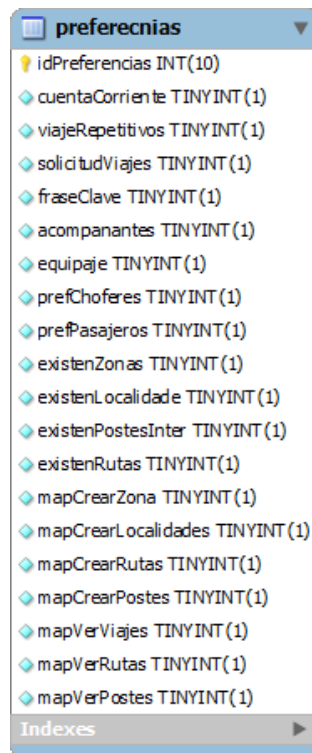 preferecnias
idPreferencias INT(10)
cuentaCorriente TINYINT(1)
viajeRepetitivos TINYINT(1)
solicitudViajes TINYINT(1)
fraseClave TINYINT(1)
acompanantes TINYINT(1)
equipaje TINYINT(1)
prefChoferes TINYINT(1)
prefPasajeros TINYINT(1)
existenZonas TINYINT(1)
existenLocalidade TINYINT(1)
existenPostesInter TINYINT(1)
existenRutas TINYINT(1)
mapCrearZona TINYINT(1)
mapCrearLocalidades TINYINT(1)
mapCrearRutas TINYINT(1)
mapCrearPostes TINYINT(1)
mapVerViajes TINYINT(1)
mapVerRutas TINYINT(1)
mapVerPostes TINYINT(1)
Indexes